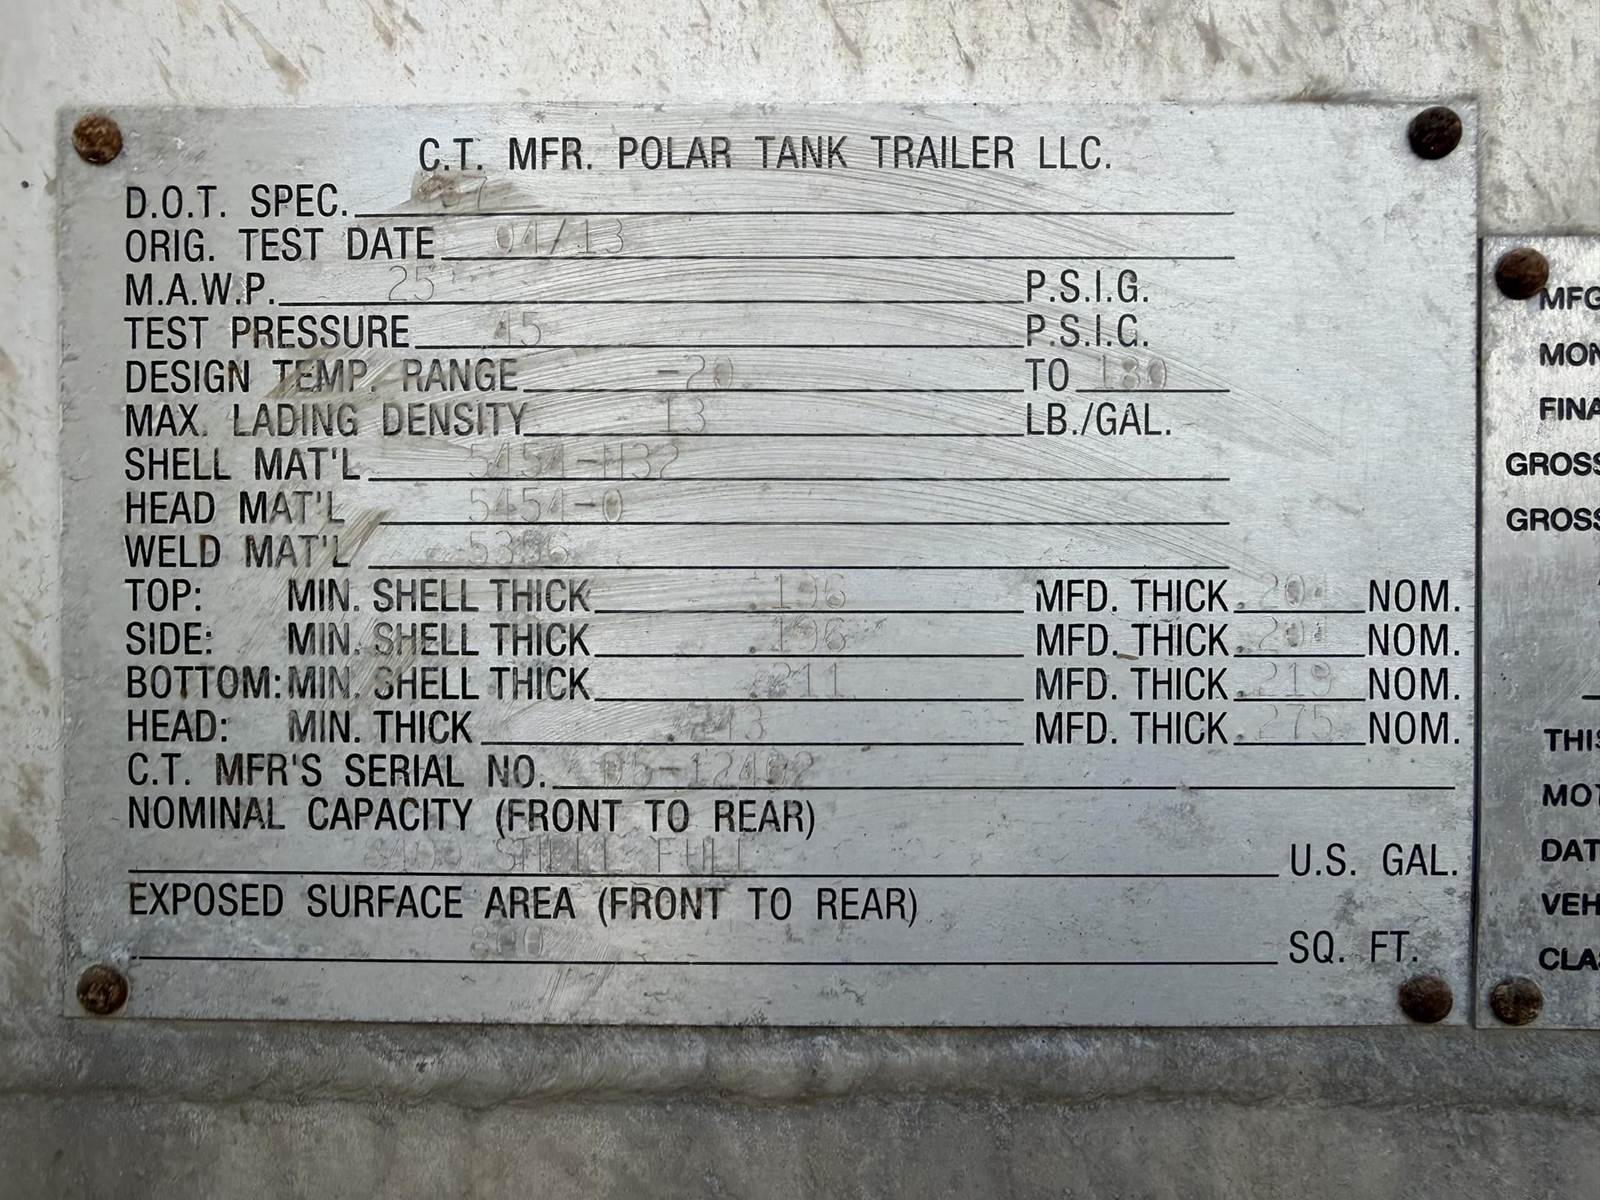 C.T. MFR. POLAR TANK TRAILER LLC.
D.O.T. SPEC.
ORIG. TEST DATE 04/13
M.A.W.P. 25 P.S.I.G.
TEST PRESSURE 45 P.S.I.G.
DESIGN TEMP. RANGE -20 TO 180
MAX. LADING DENSITY 13 LB./GAL.
SHELL MAT'L 5454-H32
HEAD MAT'L 5454-0
WELD MAT'L
TOP: MIN. SHELL THICK .196 MFD. THICK NOM.
SIDE: MIN. SHELL THICK .196 MFD. THICK NOM.
BOTTOM: MIN. SHELL THICK .211 MFD. THICK .219 NOM.
HEAD: MIN. THICK MFD. THICK .275 NOM.
C.T. MFR'S SERIAL NO.
NOMINAL CAPACITY (FRONT TO REAR)
SHELL FULL U.S. GAL.
EXPOSED SURFACE AREA (FRONT TO REAR)
SQ. FT.
MFG
MON
FINA
GROSS
GROSS
THIS
MOT
DAT
VEH
CLAS